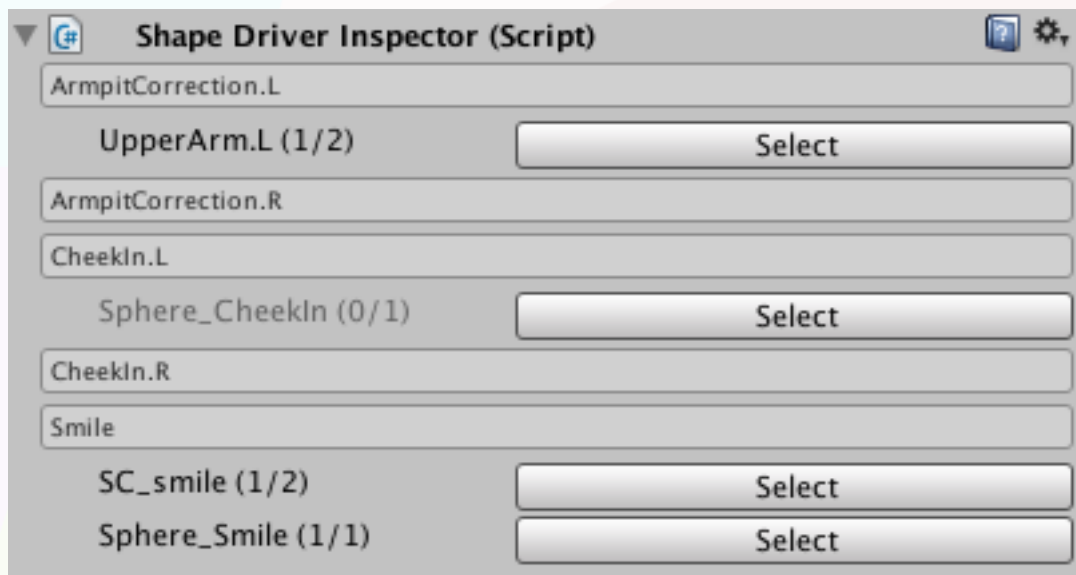 Shape Driver Inspector (Script)
ArmpitCorrection.L
UpperArm.L (1/2) Select
ArmpitCorrection.R
CheekIn.L
Sphere_CheekIn (0/1) Select
CheekIn.R
Smile
SC_smile (1/2) Select
Sphere_Smile (1/1) Select